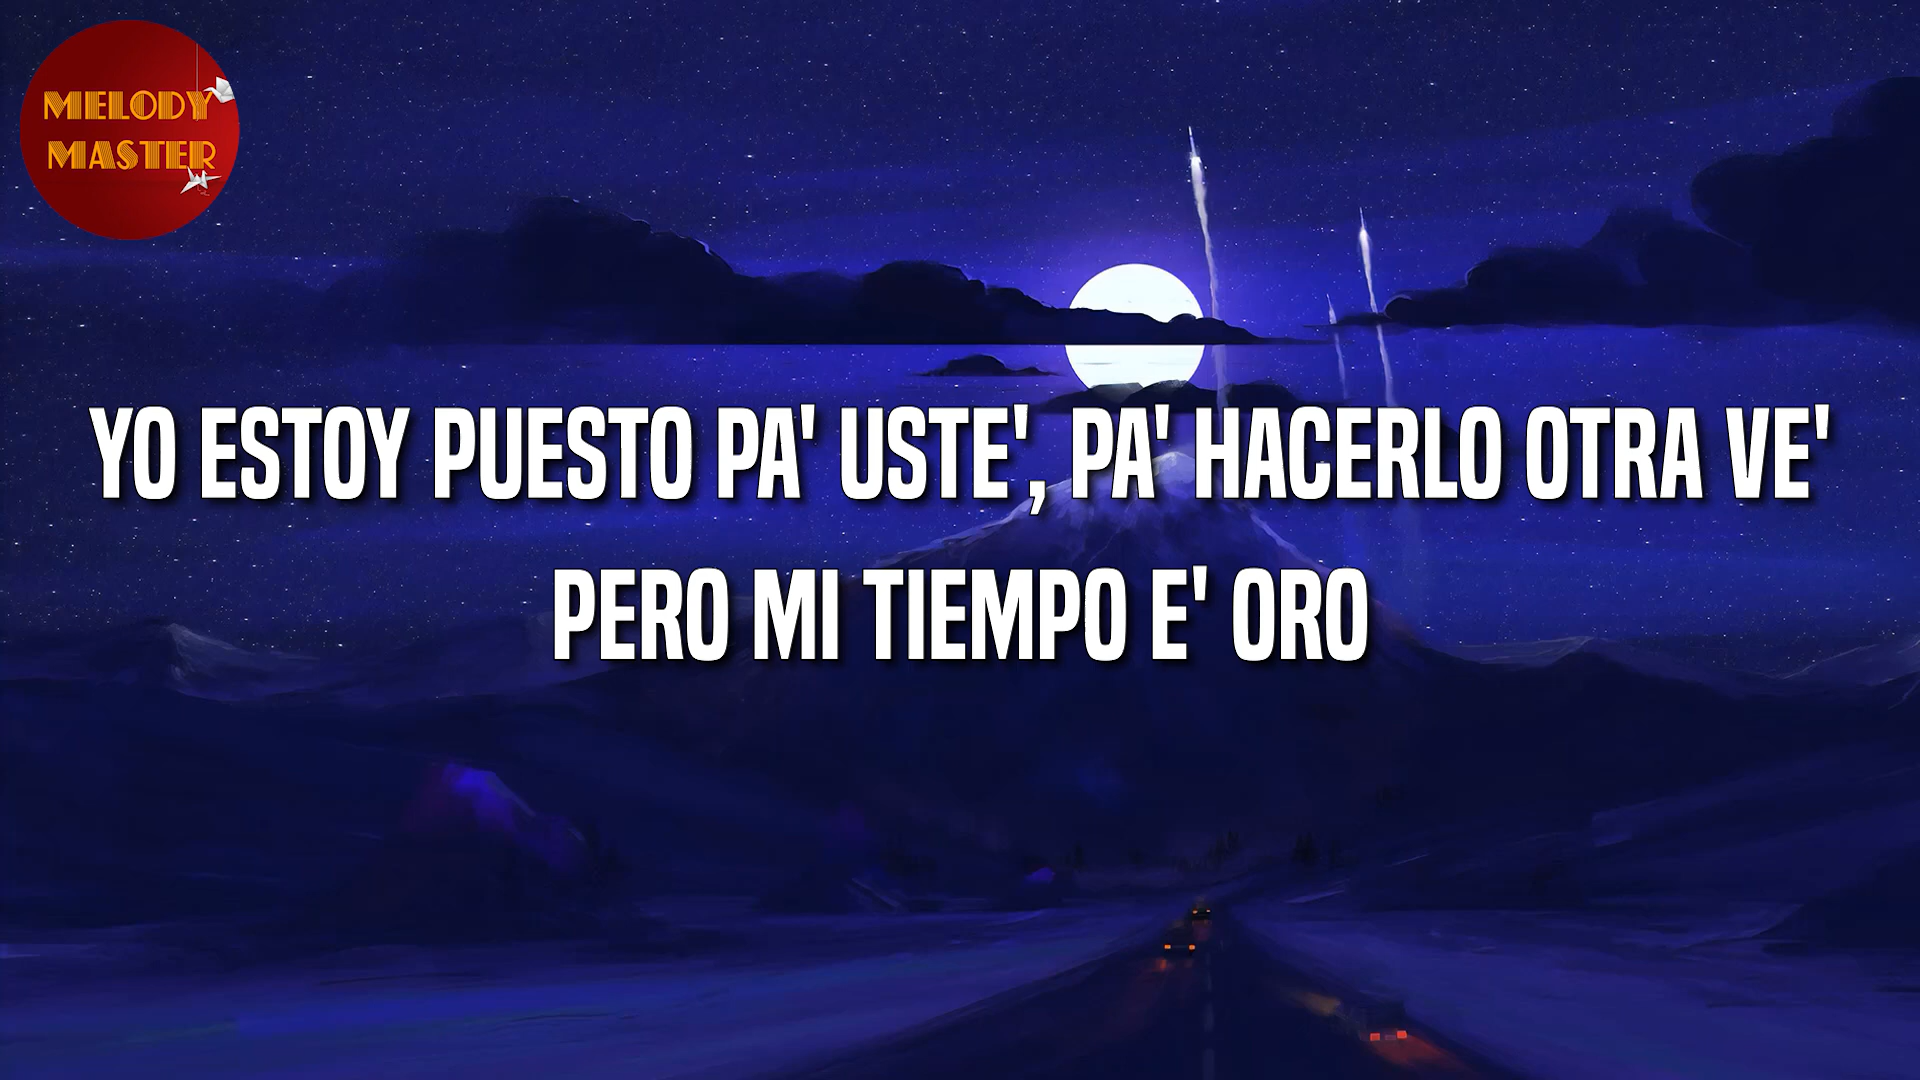 MELODY
MASTER
YO ESTOY PUESTO PA' USTE', PA' HACERLO OTRA VE'
PERO MI TIEMPO E' ORO